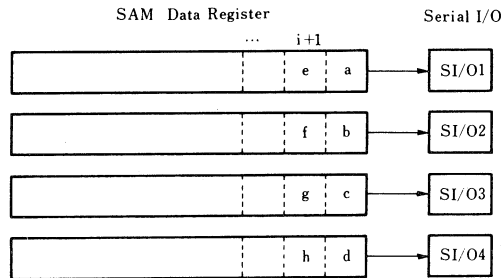 SAM Data Register Serial I/O
... i+1
e a SI/O1
f b SI/O2
g c SI/O3
h d SI/O4